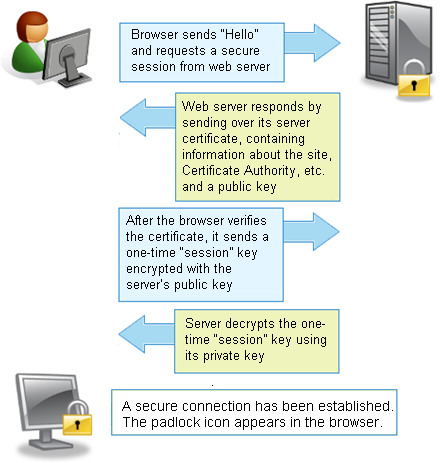 Browser sends "Hello"
and requests a secure
session from web server
Web server responds by
sending over its server
certificate, containing
information about the site,
Certificate Authority, etc.
and a public key
After the browser verifies
the certificate, it sends a
one-time "session" key
encrypted with the
server's public key
Server decrypts the one-
time "session" key using
its private key
A secure connection has been established.
The padlock icon appears in the browser.